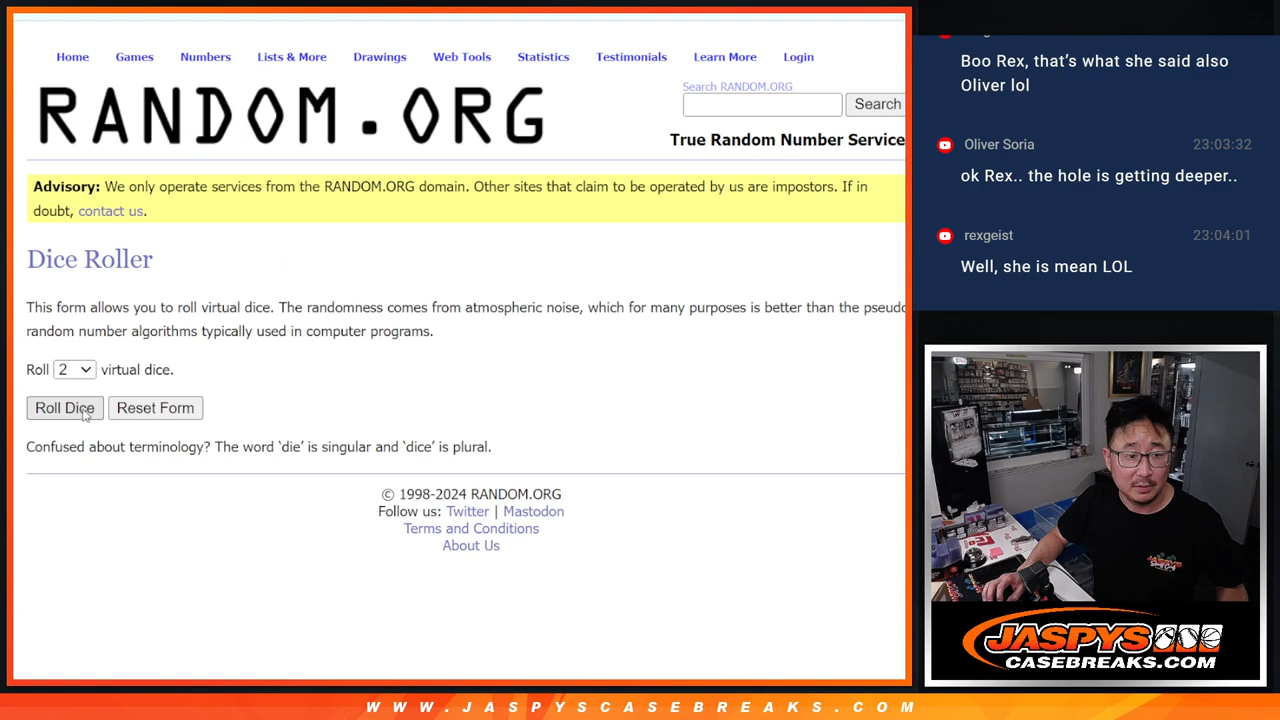 Home Games Numbers Lists & More Drawings Web Tools Statistics Testimonials Learn More Login
RANDOM.ORG
Search RANDOM.ORG
Search
True Random Number Service
Advisory: We only operate services from the RANDOM.ORG domain. Other sites that claim to be operated by us are impostors. If in
doubt, contact us.
Dice Roller
This form allows you to roll virtual dice. The randomness comes from atmospheric noise, which for many purposes is better than the pseudo
random number algorithms typically used in computer programs.
Roll 2 virtual dice.
Roll Dice Reset Form
Confused about terminology? The word ‘die’ is singular and ‘dice’ is plural.
© 1998-2024 RANDOM.ORG
Follow us: Twitter | Mastodon
Terms and Conditions
About Us
Boo Rex, that’s what she said also
Oliver lol
Oliver Soria 23:03:32
ok Rex.. the hole is getting deeper..
rexgeist 23:04:01
Well, she is mean LOL
JASPYS
CASEBREAKS.COM
WWW.JASPYSCASEBREAKS.COM